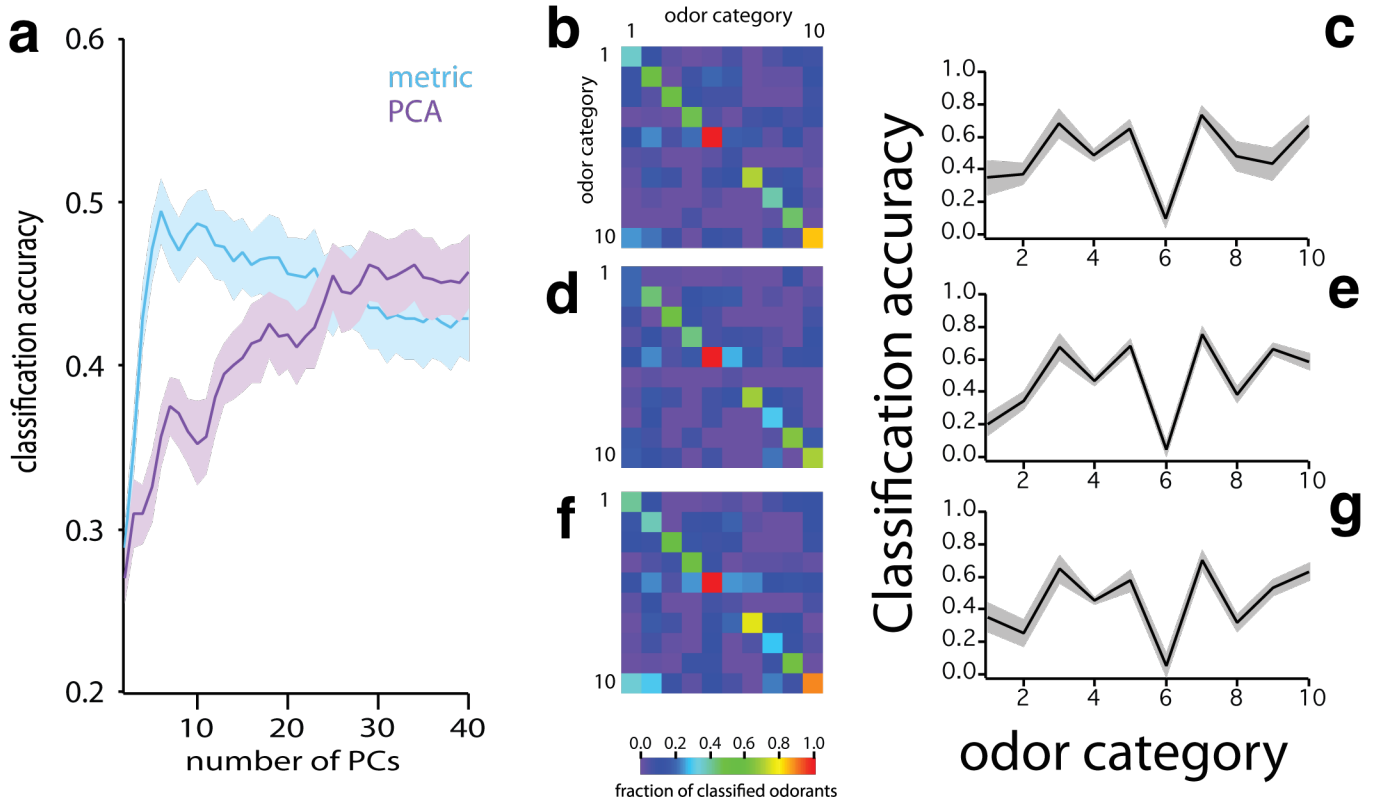 a
0.6
0.5
0.4
0.3
0.2
classification accuracy
metric
PCA
10 20 30 40
number of PCs
b
odor category
1 10
odor category
1
10
d
1
10
f
1
10
0.0 0.2 0.4 0.6 0.8 1.0
fraction of classified odorants
Classification accuracy
c
1.0
0.8
0.6
0.4
0.2
0.0
2 4 6 8 10
e
1.0
0.8
0.6
0.4
0.2
0.0
2 4 6 8 10
g
1.0
0.8
0.6
0.4
0.2
0.0
2 4 6 8 10
odor category